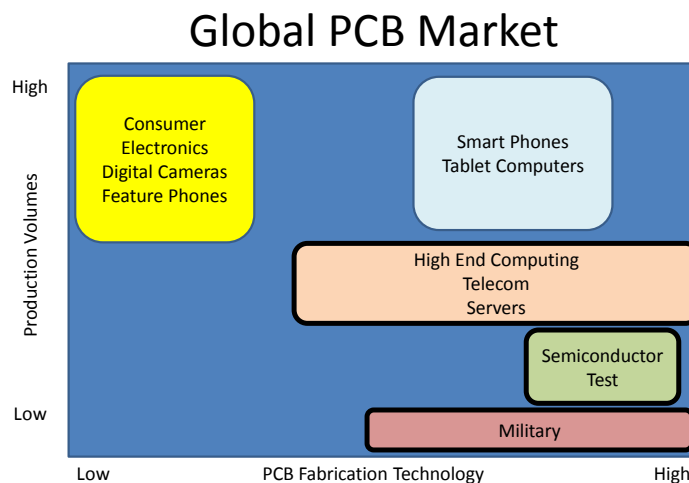 Global PCB Market
High
Consumer
Electronics
Digital Cameras
Feature Phones
Smart Phones
Tablet Computers
Production Volumes
High End Computing
Telecom
Servers
Semiconductor
Test
Low
Military
Low
PCB Fabrication Technology
High